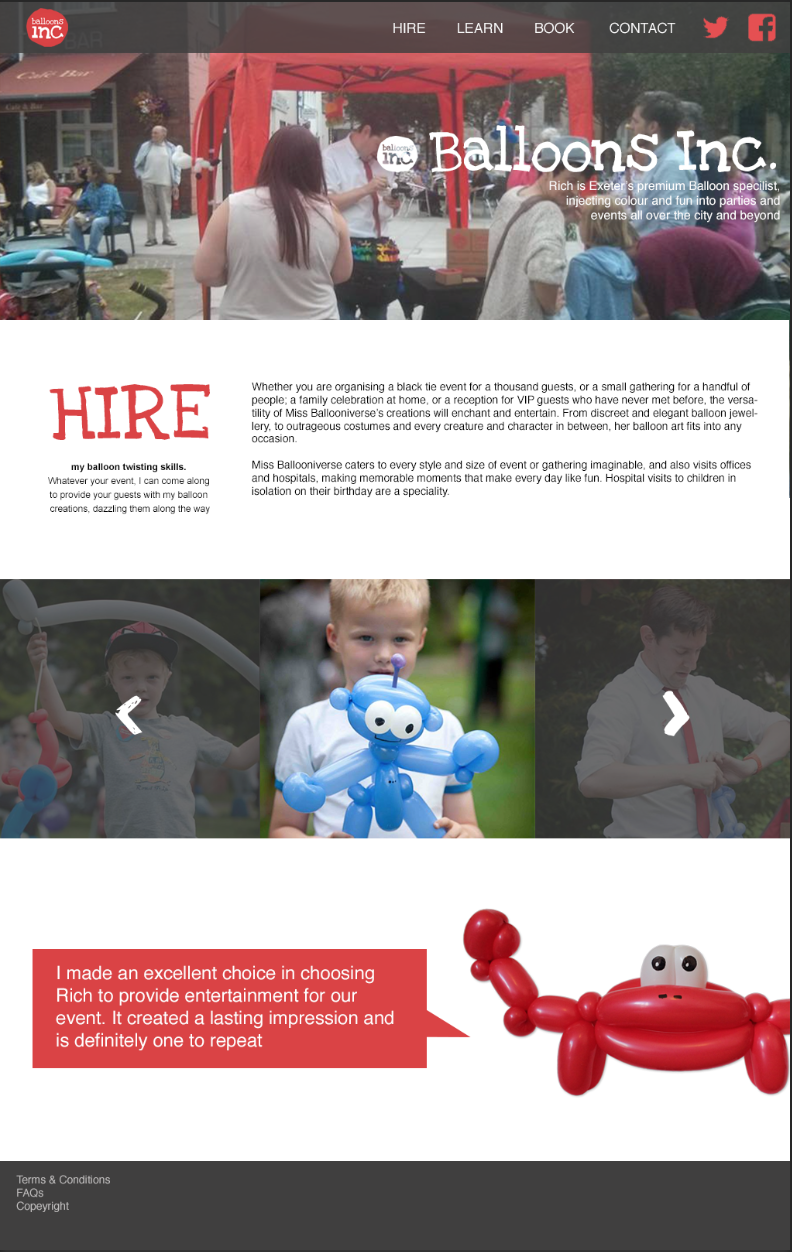 balloons
inc.
BAR
HIRE LEARN BOOK CONTACT
Café Bar
Café & Bar
balloons
inc.
Balloons Inc.
Rich is Exeter's premium Balloon specilist,
injecting colour and fun into parties and
events all over the city and beyond
HIRE
my balloon twisting skills.
Whatever your event, I can come along
to provide your guests with my balloon
creations, dazzling them along the way
Whether you are organising a black tie event for a thousand guests, or a small gathering for a handful of
people; a family celebration at home, or a reception for VIP guests who have never met before, the versa-
tility of Miss Ballooniverse's creations will enchant and entertain. From discreet and elegant balloon jewel-
lery, to outrageous costumes and every creature and character in between, her balloon art fits into any
occasion.
Miss Ballooniverse caters to every style and size of event or gathering imaginable, and also visits offices
and hospitals, making memorable moments that make every day like fun. Hospital visits to children in
isolation on their birthday are a speciality.
I made an excellent choice in choosing
Rich to provide entertainment for our
event. It created a lasting impression and
is definitely one to repeat
Terms & Conditions
FAQs
Copeyright